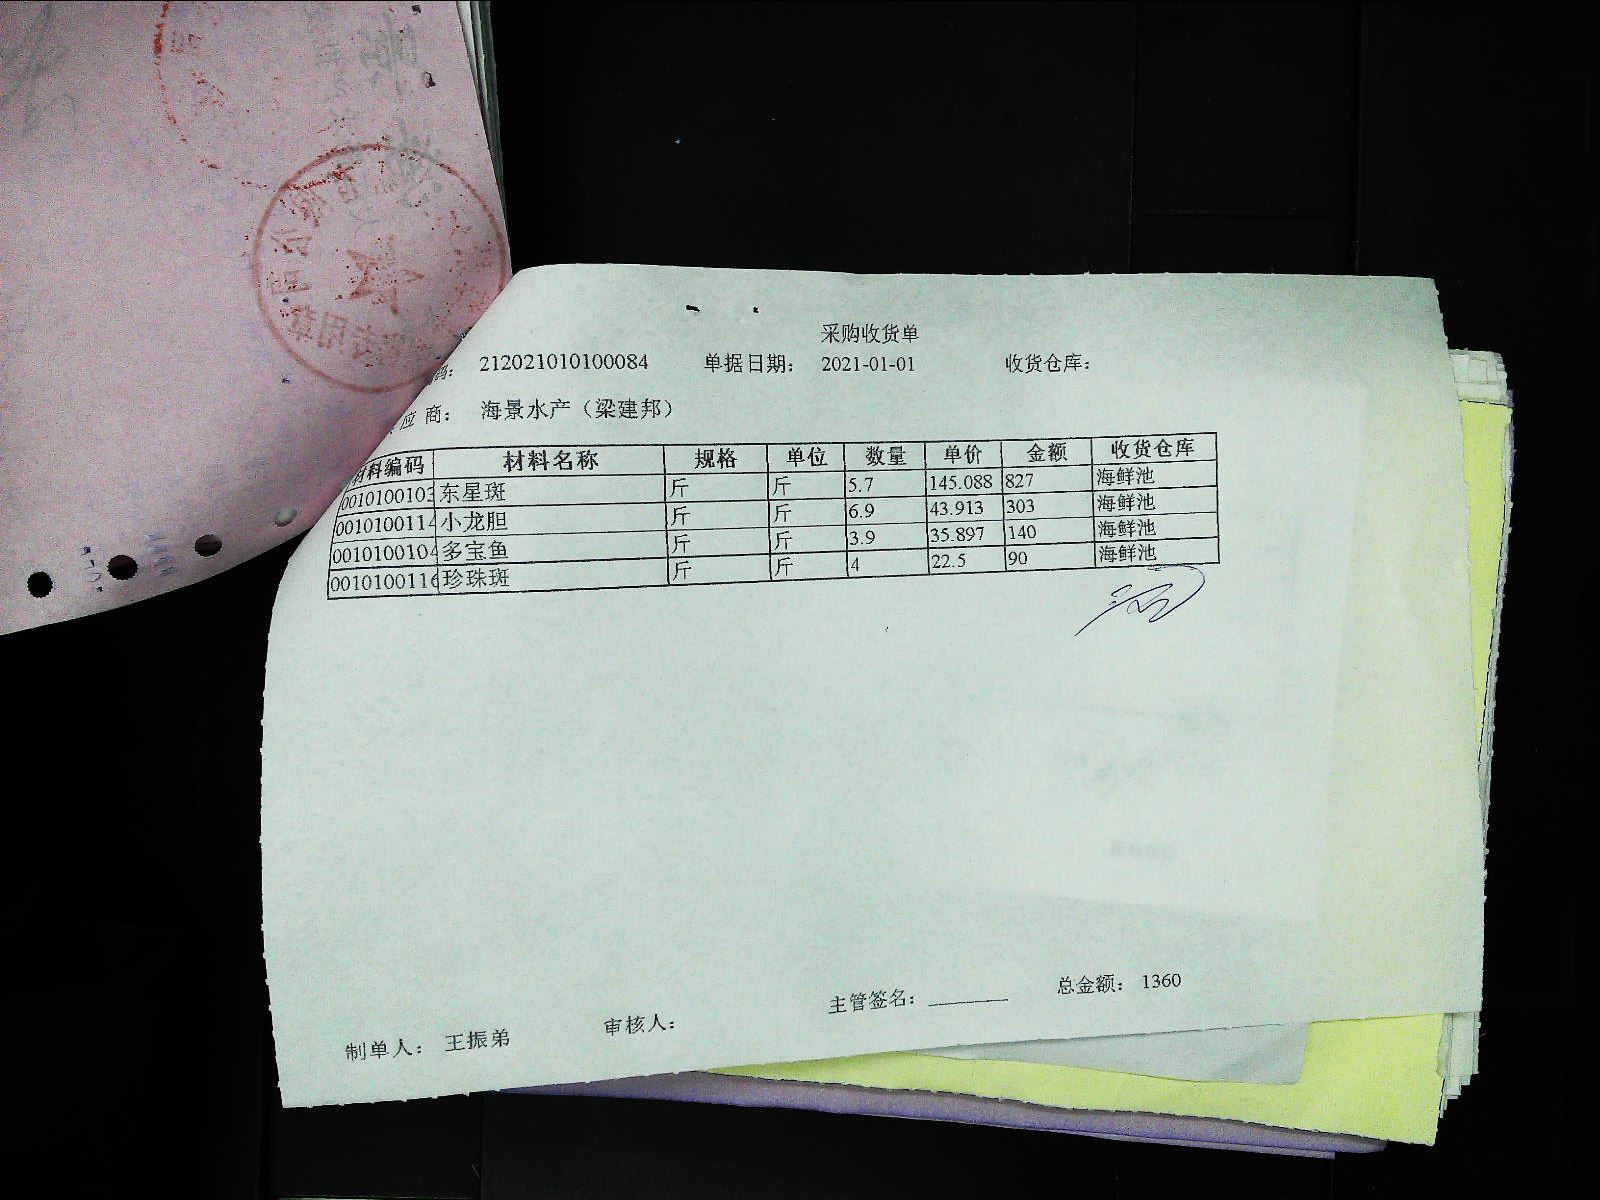 采购收货单
码： 212021010100084 单据日期： 2021-01-01 收货仓库：
应商： 海景水产（梁建邦）
材料编码 材料名称 规格 单位 数量 单价 金额 收货仓库
0010100103 东星斑 斤 斤 5.7 145.088 827 海鲜池
0010100114 小龙胆 斤 斤 6.9 43.913 303 海鲜池
0010100104 多宝鱼 斤 斤 3.9 35.897 140 海鲜池
0010100116 珍珠斑 斤 斤 4 22.5 90 海鲜池
制单人： 王振弟 审核人： 主管签名： 总金额： 1360